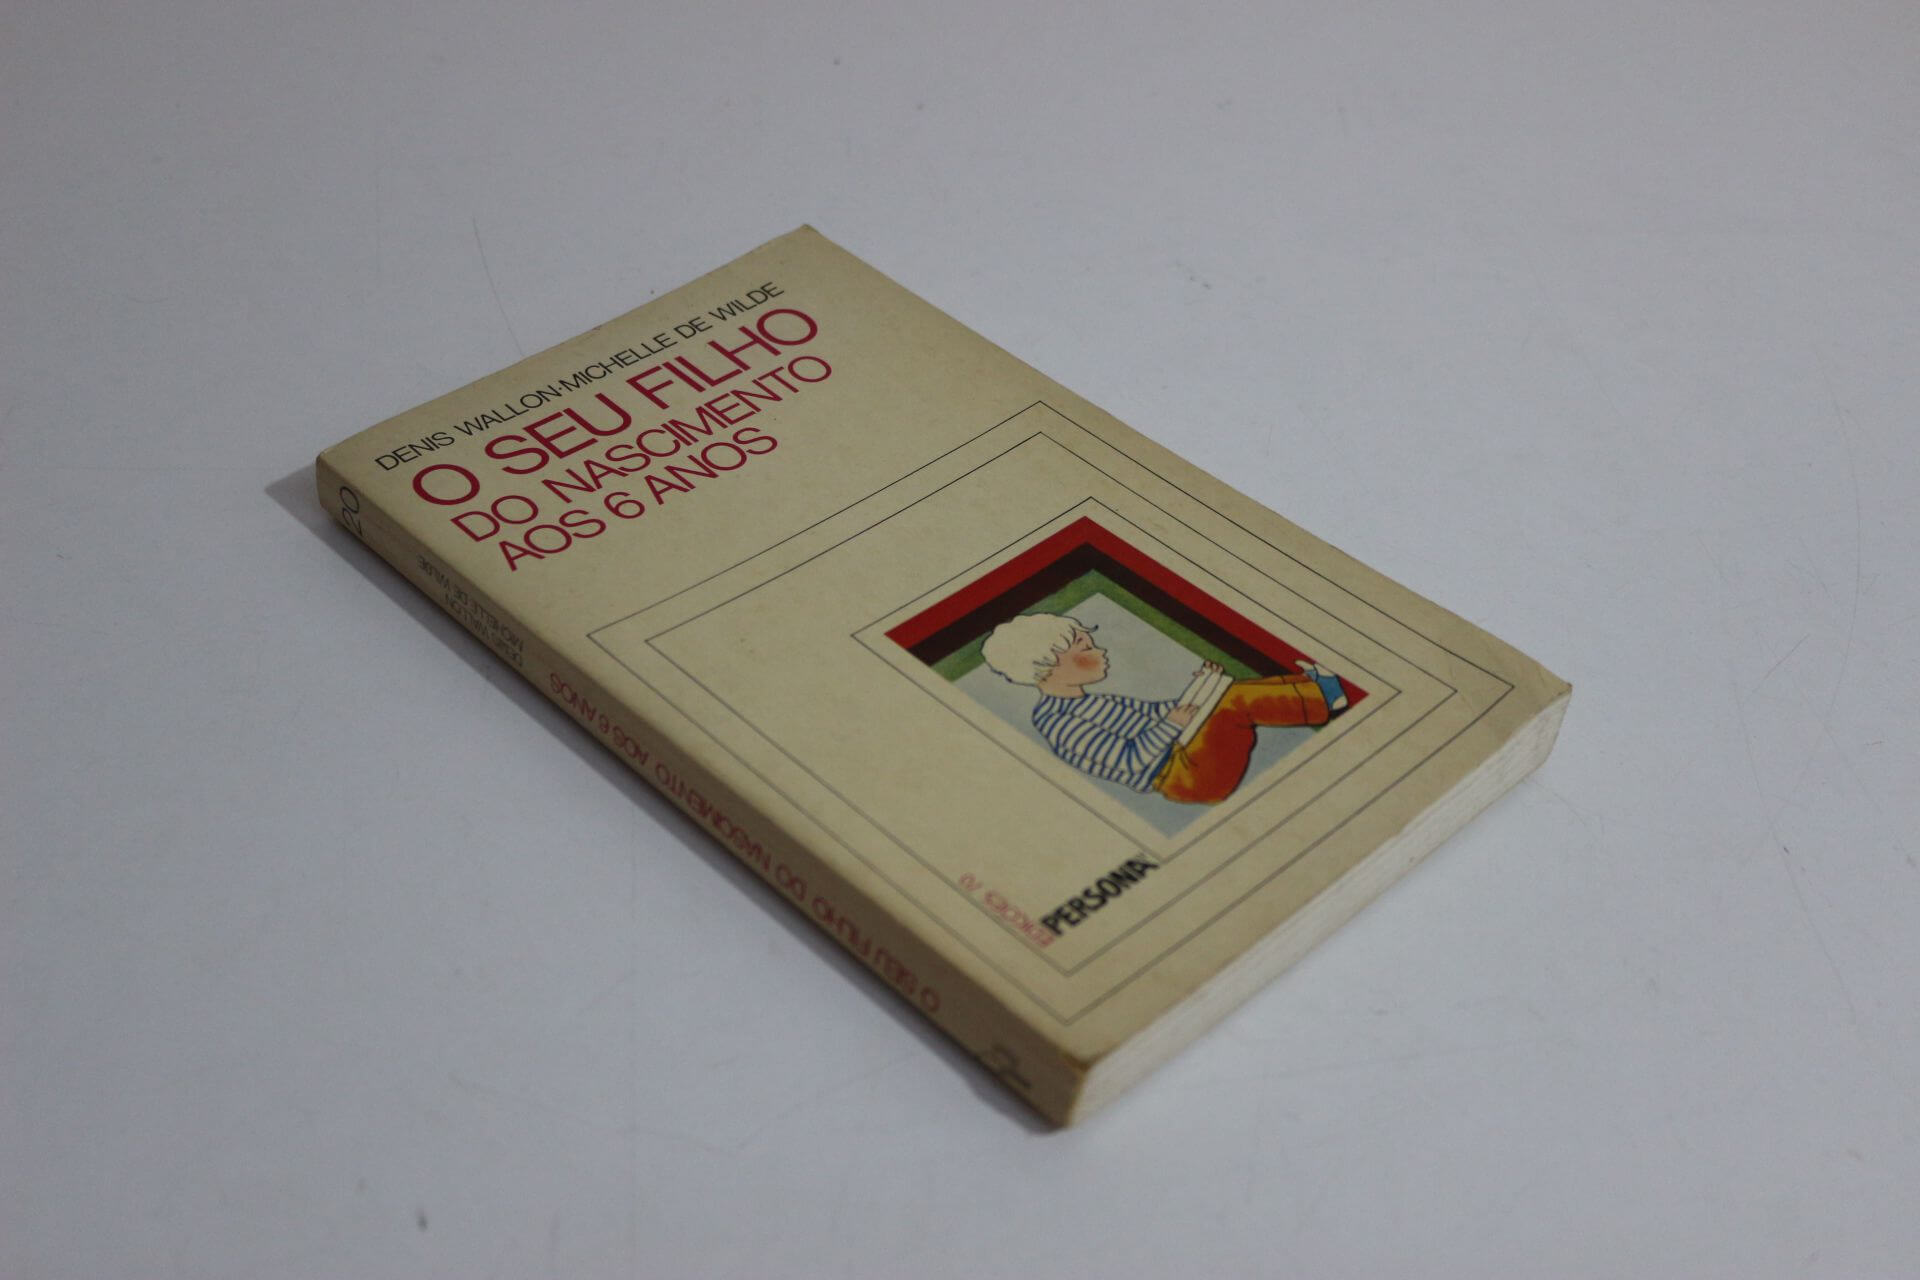 DENIS WALLON·MICHELLE DE WILDE
O SEU FILHO
DO NASCIMENTO
AOS 6 ANOS
PERSONA
EDIÇÕES 70
20
DENIS WALLON
MICHELLE DE WILDE
O SEU FILHO DO NASCIMENTO AOS 6 ANOS